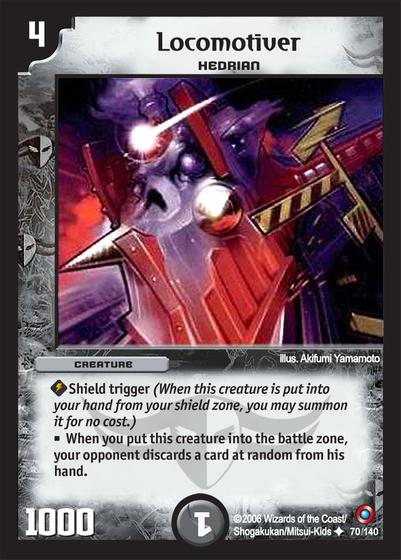 4
Locomotiver
HEDRIAN
illus. Akifumi Yamamoto
CREATURE
Shield trigger (When this creature is put into
your hand from your shield zone, you may summon
it for no cost.)
▪ When you put this creature into the battle zone,
your opponent discards a card at random from his
hand.
1000
1
©2006 Wizards of the Coast/
Shogakukan/Mitsui-Kids ✦ 70/140